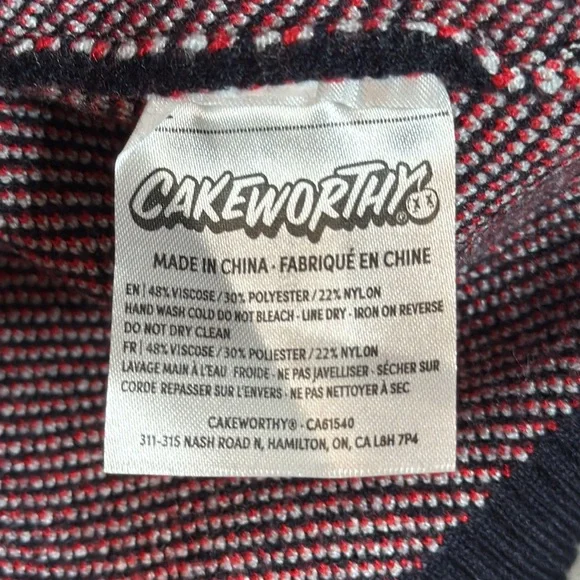 CAKEWORTHY®
MADE IN CHINA · FABRIQUÉ EN CHINE
EN | 48% VISCOSE / 30% POLYESTER / 22% NYLON
HAND WASH COLD DO NOT BLEACH · LINE DRY · IRON ON REVERSE
DO NOT DRY CLEAN
FR | 48% VISCOSE / 30% POLIESTER / 22% NYLON
LAVAGE MAIN À L'EAU FROIDE · NE PAS JAVELLISER · SÉCHER SUR
CORDE REPASSER SUR L'ENVERS · NE PAS NETTOYER À SEC
CAKEWORTHY® · CA61540
311-315 NASH ROAD N, HAMILTON, ON, CA L8H 7P4